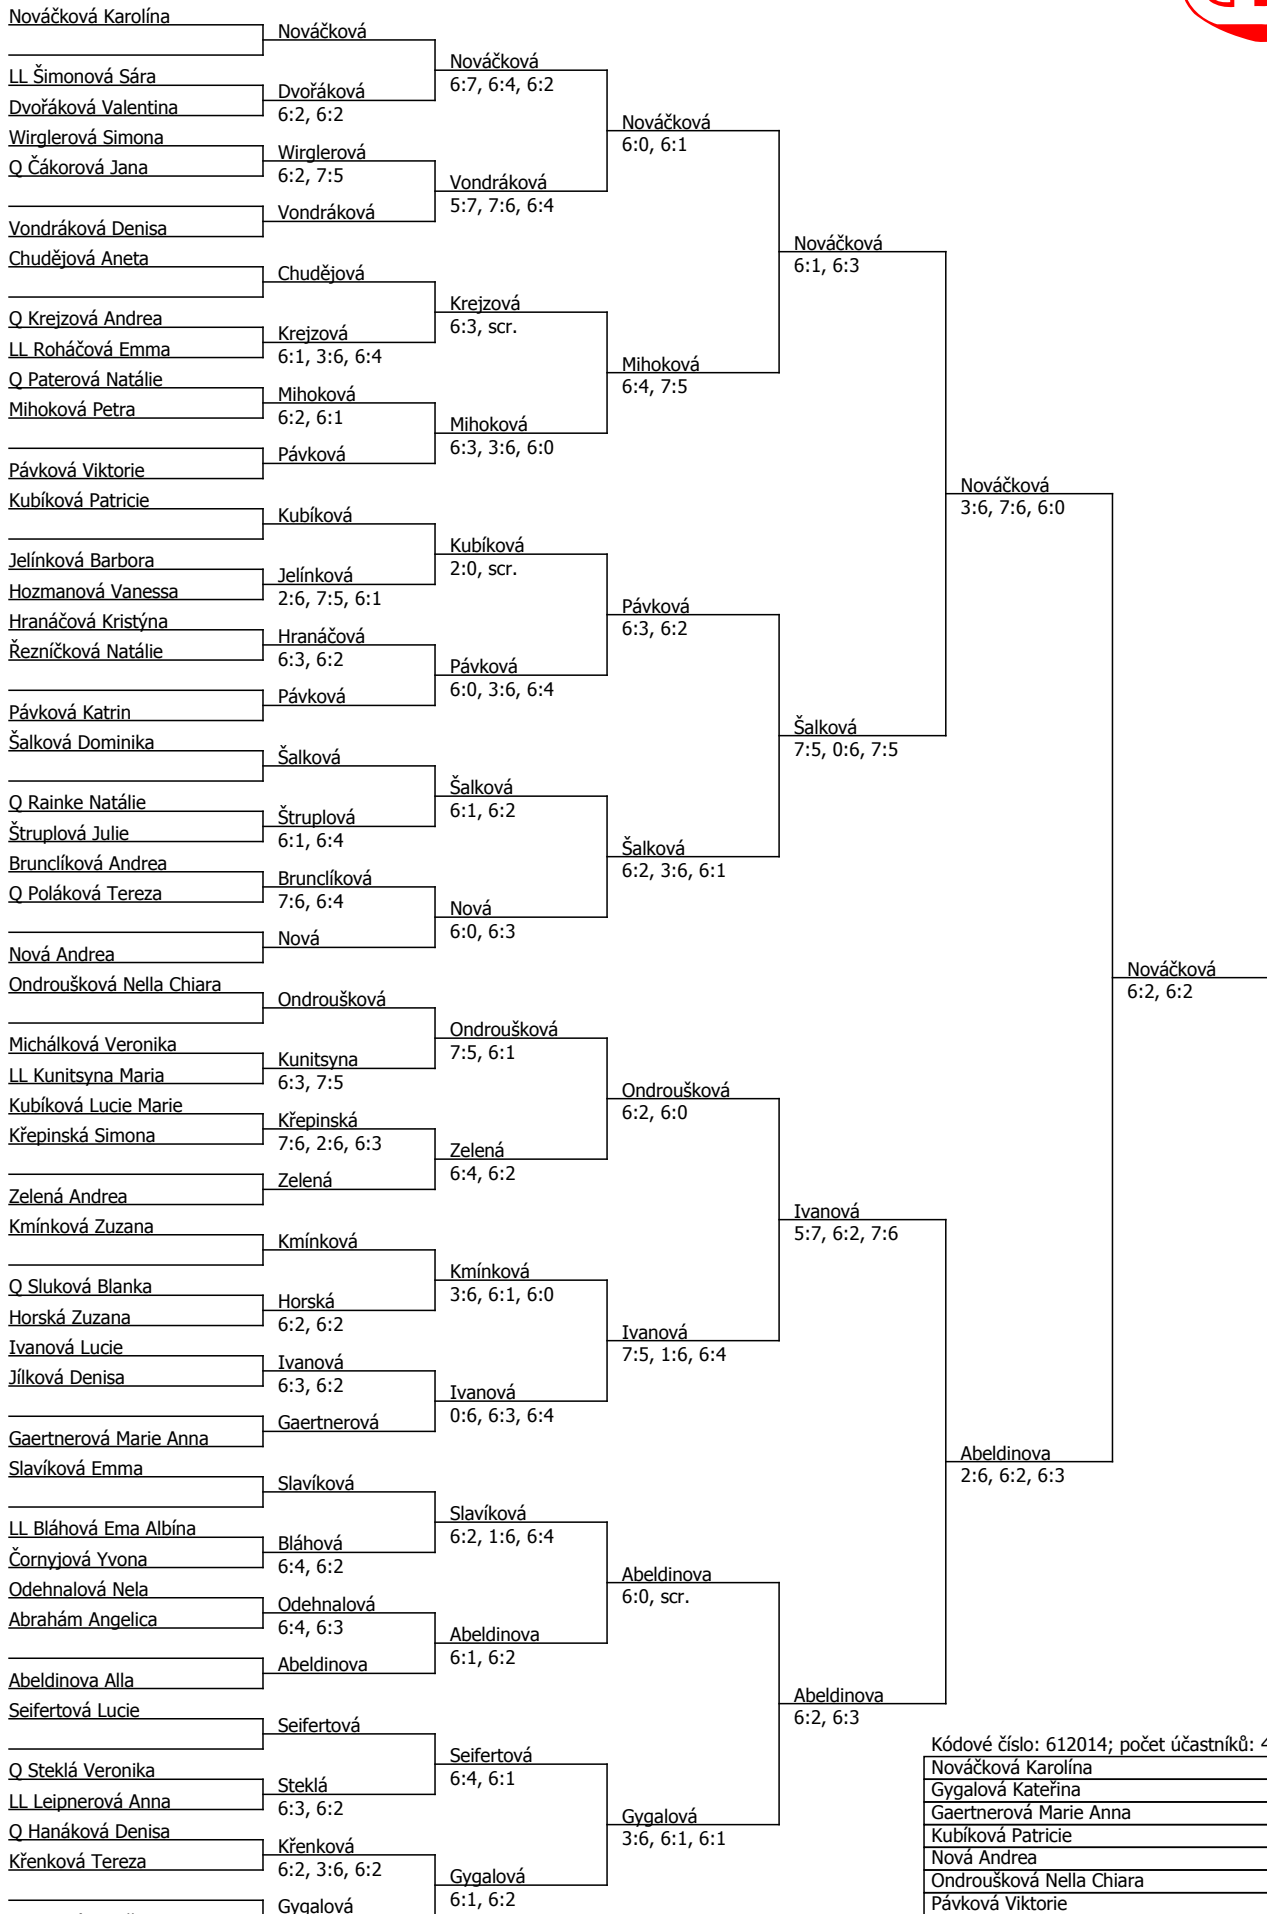 Nováčková Karolína
LL Šimonová Sára
Dvořáková Valentina
Wirglerová Simona
Q Čákorová Jana
Vondráková Denisa
Chudějová Aneta
Q Krejzová Andrea
LL Roháčová Emma
Q Paterová Natálie
Mihoková Petra
Pávková Viktorie
Kubíková Patricie
Jelínková Barbora
Hozmanová Vanessa
Hranáčová Kristýna
Řezníčková Natálie
Pávková Katrin
Šalková Dominika
Q Rainke Natálie
Štruplová Julie
Brunclíková Andrea
Q Poláková Tereza
Nová Andrea
Ondroušková Nella Chiara
Michálková Veronika
LL Kunitsyna Maria
Kubíková Lucie Marie
Křepinská Simona
Zelená Andrea
Kmínková Zuzana
Q Sluková Blanka
Horská Zuzana
Ivanová Lucie
Jílková Denisa
Gaertnerová Marie Anna
Slavíková Emma
LL Bláhová Ema Albína
Čornyjová Yvona
Odehnalová Nela
Abrahám Angelica
Abeldinova Alla
Seifertová Lucie
Q Steklá Veronika
LL Leipnerová Anna
Q Hanáková Denisa
Křenková Tereza
Nováčková
Dvořáková
6:2, 6:2
Wirglerová
6:2, 7:5
Vondráková
Chudějová
Krejzová
6:1, 3:6, 6:4
Mihoková
6:2, 6:1
Pávková
Kubíková
Jelínková
2:6, 7:5, 6:1
Hranáčová
6:3, 6:2
Pávková
Šalková
Štruplová
6:1, 6:4
Brunclíková
7:6, 6:4
Nová
Ondroušková
Kunitsyna
6:3, 7:5
Křepinská
7:6, 2:6, 6:3
Zelená
Kmínková
Horská
6:2, 6:2
Ivanová
6:3, 6:2
Gaertnerová
Slavíková
Bláhová
6:4, 6:2
Odehnalová
6:4, 6:3
Abeldinova
Seifertová
Steklá
6:3, 6:2
Křenková
6:2, 3:6, 6:2
Gygalová
Nováčková
6:7, 6:4, 6:2
Vondráková
5:7, 7:6, 6:4
Krejzová
6:3, scr.
Mihoková
6:3, 3:6, 6:0
Kubíková
2:0, scr.
Pávková
6:0, 3:6, 6:4
Šalková
6:1, 6:2
Nová
6:0, 6:3
Ondroušková
7:5, 6:1
Zelená
6:4, 6:2
Kmínková
3:6, 6:1, 6:0
Ivanová
0:6, 6:3, 6:4
Slavíková
6:2, 1:6, 6:4
Abeldinova
6:1, 6:2
Seifertová
6:4, 6:1
Gygalová
6:1, 6:2
Nováčková
6:0, 6:1
Mihoková
6:4, 7:5
Pávková
6:3, 6:2
Šalková
6:2, 3:6, 6:1
Ondroušková
6:2, 6:0
Ivanová
7:5, 1:6, 6:4
Abeldinova
6:0, scr.
Gygalová
3:6, 6:1, 6:1
Nováčková
6:1, 6:3
Šalková
7:5, 0:6, 7:5
Ivanová
5:7, 6:2, 7:6
Abeldinova
6:2, 6:3
Nováčková
3:6, 7:6, 6:0
Abeldinova
2:6, 6:2, 6:3
Nováčková
6:2, 6:2
Kódové číslo: 612014; počet účastníků: 4
Nováčková Karolína
Gygalová Kateřina
Gaertnerová Marie Anna
Kubíková Patricie
Nová Andrea
Ondroušková Nella Chiara
Pávková Viktorie